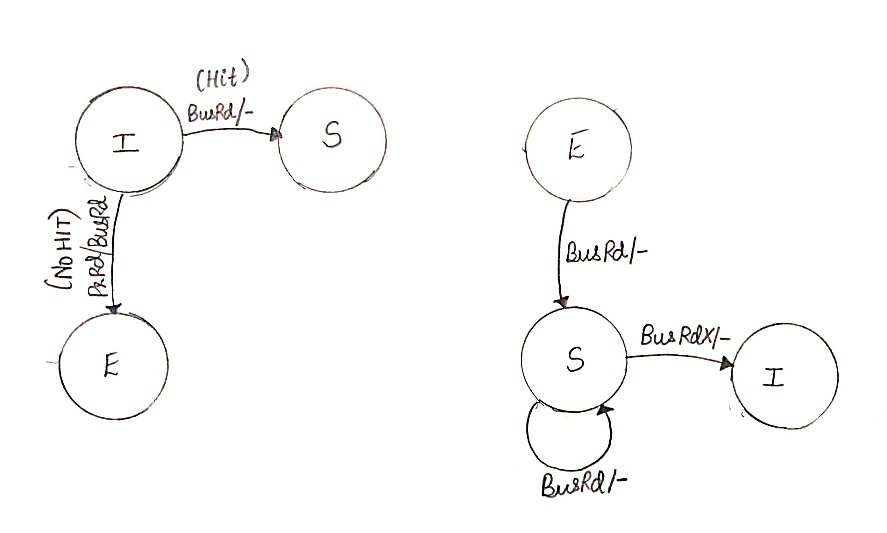 (Hit)
BusRd/-
I
S
(No HIT)
PrRd/BusRd
E
E
BusRd/-
S
BusRdX/-
I
BusRd/-